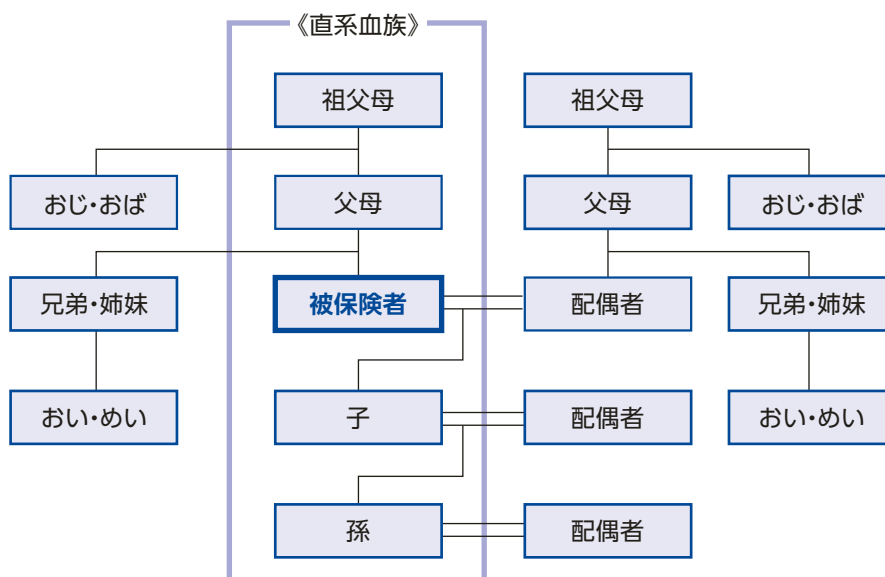 《直系血族》
祖父母
祖父母
おじ・おば
父母
父母
おじ・おば
兄弟・姉妹
被保険者
配偶者
兄弟・姉妹
おい・めい
子
配偶者
おい・めい
孫
配偶者